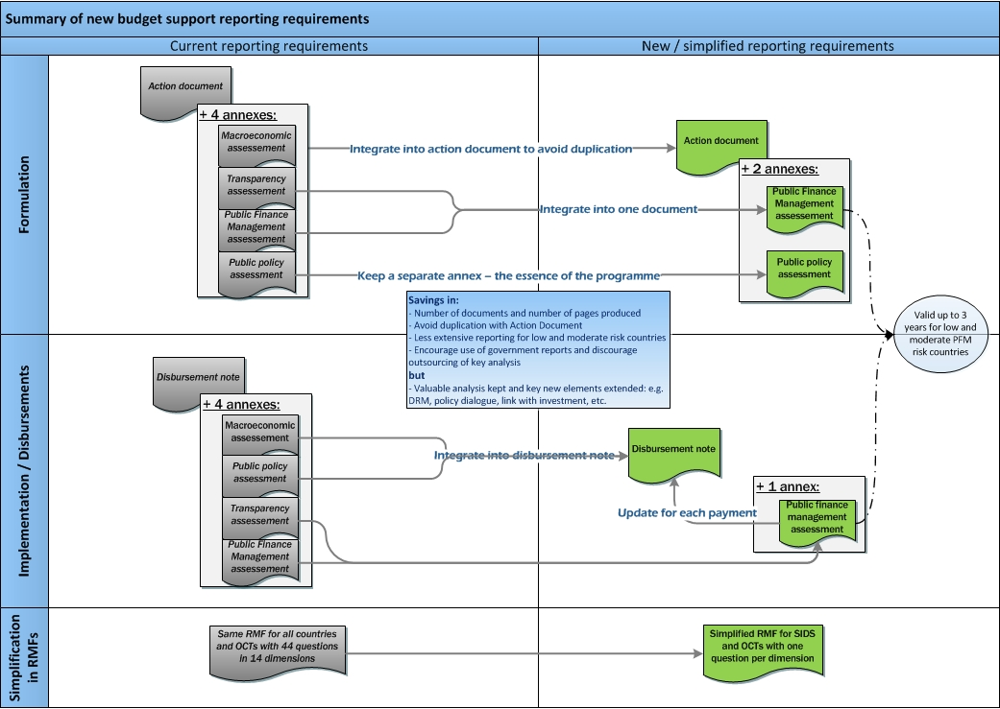 Summary of new budget support reporting requirements
Current reporting requirements
New / simplified reporting requirements
Formulation
Action document
+ 4 annexes:
Macroeconomic
assessement
Transparency
assessment
Public Finance
Management
assessment
Public policy
assessment
Integrate into action document to avoid duplication
Integrate into one document
Keep a separate annex – the essence of the programme
Action document
+ 2 annexes:
Public Finance
Management
assessment
Public policy
assessment
Savings in:
- Number of documents and number of pages produced
- Avoid duplication with Action Document
- Less extensive reporting for low and moderate risk countries
- Encourage use of government reports and discourage
outsourcing of key analysis
but
- Valuable analysis kept and key new elements extended: e.g.
DRM, policy dialogue, link with investment, etc.
Valid up to 3
years for low and
moderate PFM
risk countries
Implementation / Disbursements
Disbursement note
+ 4 annexes:
Macroeconomic
assessement
Public policy
assessment
Transparency
assessment
Public Finance
Management
assessment
Integrate into disbursement note
Disbursement note
Update for each payment
+ 1 annex:
Public finance
management
assessment
Simplification
in RMFs
Same RMF for all countries
and OCTs with 44 questions
in 14 dimensions
Simplified RMF for SIDS
and OCTs with one
question per dimension